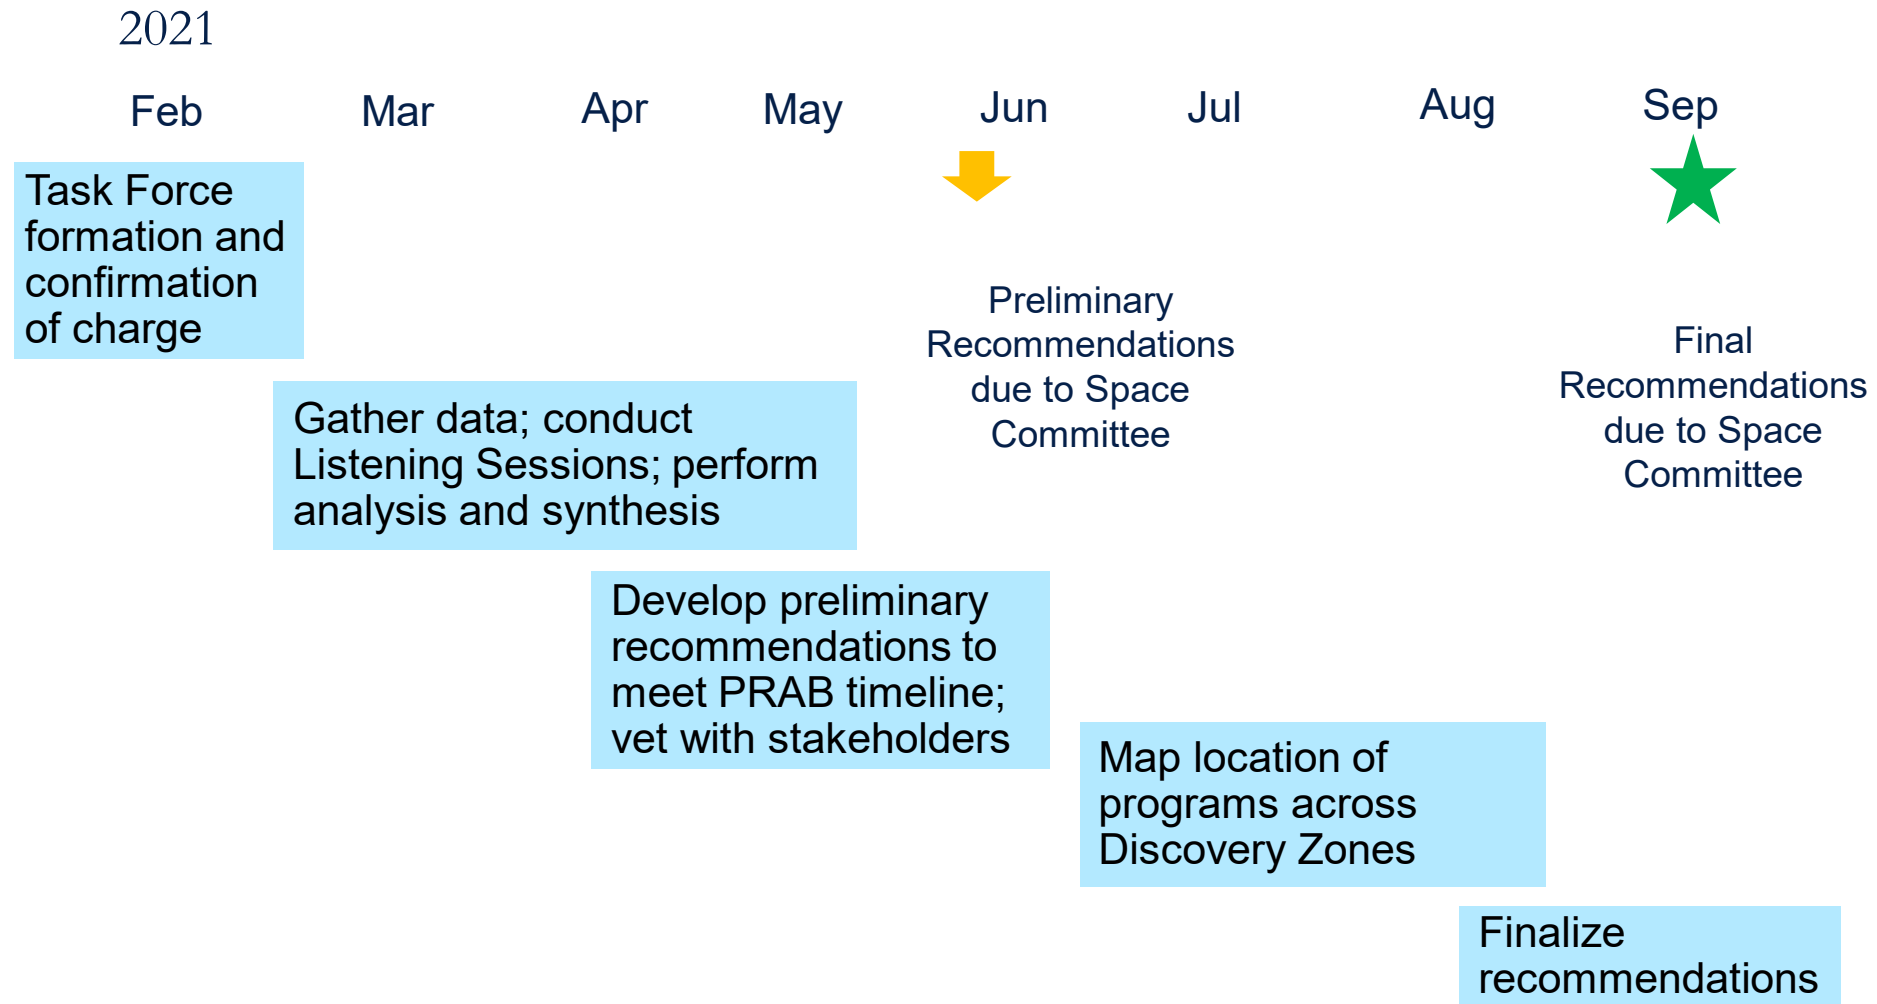 2021
Feb Mar Apr May Jun Jul Aug Sep
Task Force
formation and
confirmation
of charge
Preliminary
Recommendations
due to Space
Committee
Final
Recommendations
due to Space
Committee
Gather data; conduct
Listening Sessions; perform
analysis and synthesis
Develop preliminary
recommendations to
meet PRAB timeline;
vet with stakeholders
Map location of
programs across
Discovery Zones
Finalize
recommendations